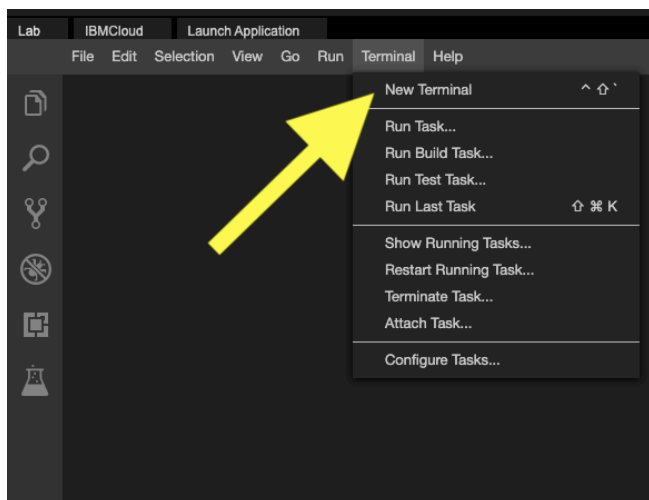 Lab IBMCloud Launch Application
File Edit Selection View Go Run Terminal Help
New Terminal ^ ⇧ `
Run Task...
Run Build Task...
Run Test Task...
Run Last Task ⇧ ⌘ K
Show Running Tasks...
Restart Running Task...
Terminate Task...
Attach Task...
Configure Tasks...